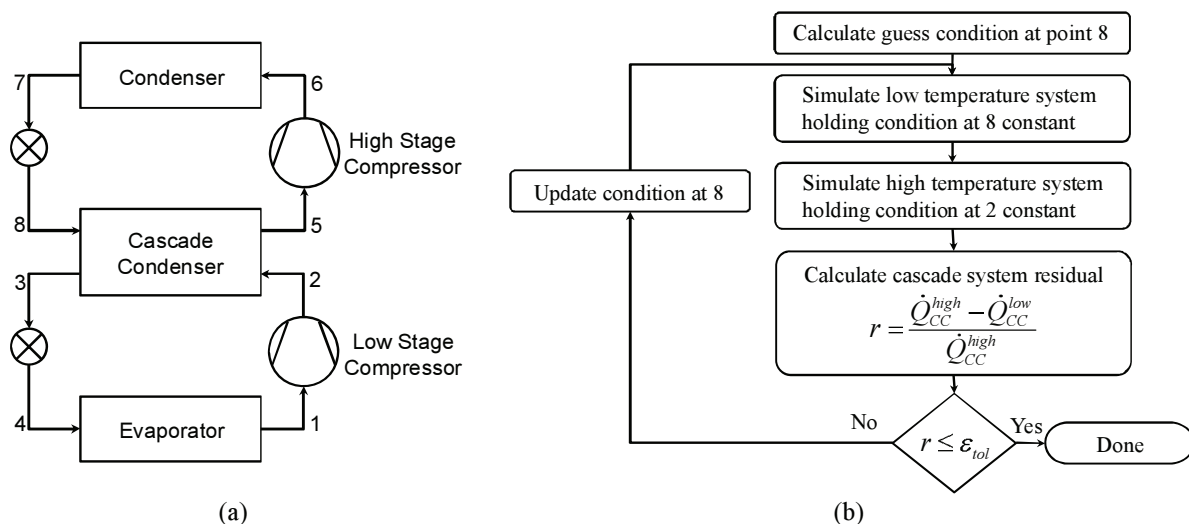 7
Condenser
6
High Stage
Compressor
8
Cascade
Condenser
5
3
2
Low Stage
Compressor
4
Evaporator
1
(a)
Calculate guess condition at point 8
Simulate low temperature system
holding condition at 8 constant
Simulate high temperature system
holding condition at 2 constant
Update condition at 8
Calculate cascade system residual
r = (Q̇_CC^high − Q̇_CC^low) / Q̇_CC^high
No
r ≤ ε_tol
Yes
Done
(b)